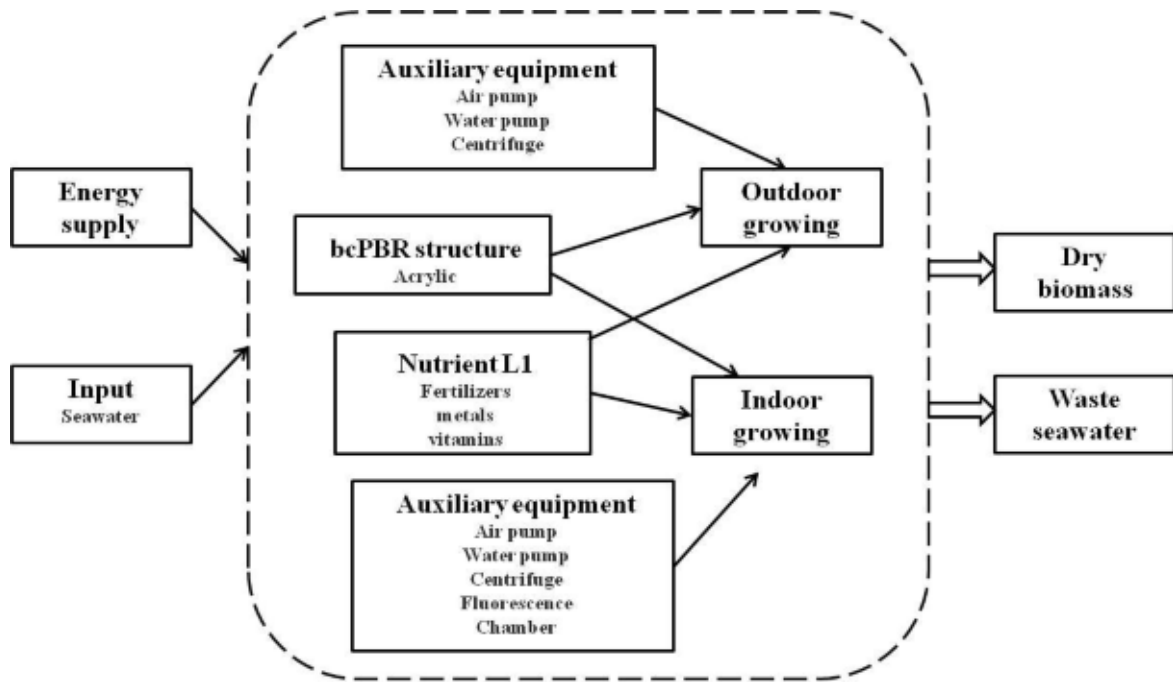 Energy
supply
Input
Seawater
Auxiliary equipment
Air pump
Water pump
Centrifuge
bcPBR structure
Acrylic
Nutrient L1
Fertilizers
metals
vitamins
Auxiliary equipment
Air pump
Water pump
Centrifuge
Fluorescence
Chamber
Outdoor
growing
Indoor
growing
Dry
biomass
Waste
seawater